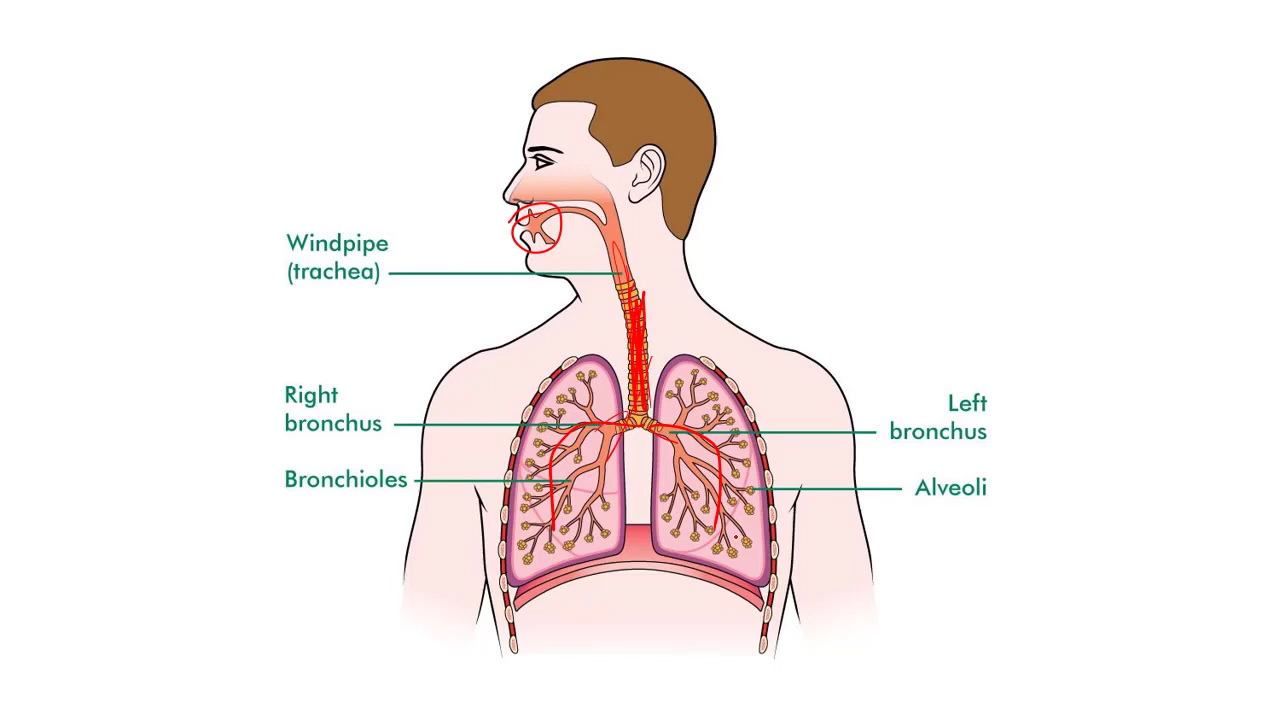 Windpipe
(trachea)
Right
bronchus
Left
bronchus
Bronchioles
Alveoli